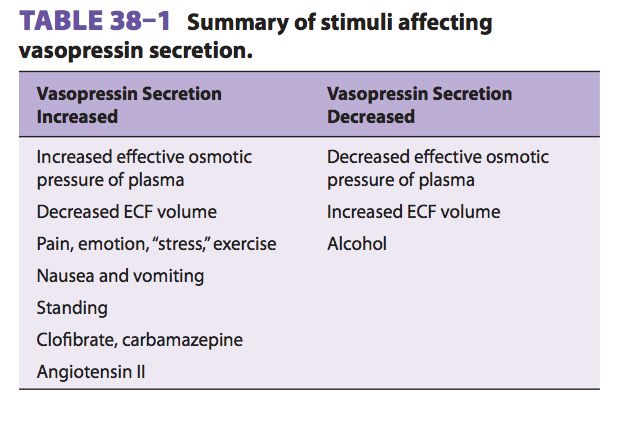 TABLE 38–1 Summary of stimuli affecting
vasopressin secretion.
Vasopressin Secretion
Increased
Vasopressin Secretion
Decreased
Increased effective osmotic
pressure of plasma
Decreased effective osmotic
pressure of plasma
Decreased ECF volume
Increased ECF volume
Pain, emotion, “stress,” exercise
Alcohol
Nausea and vomiting
Standing
Clofibrate, carbamazepine
Angiotensin II